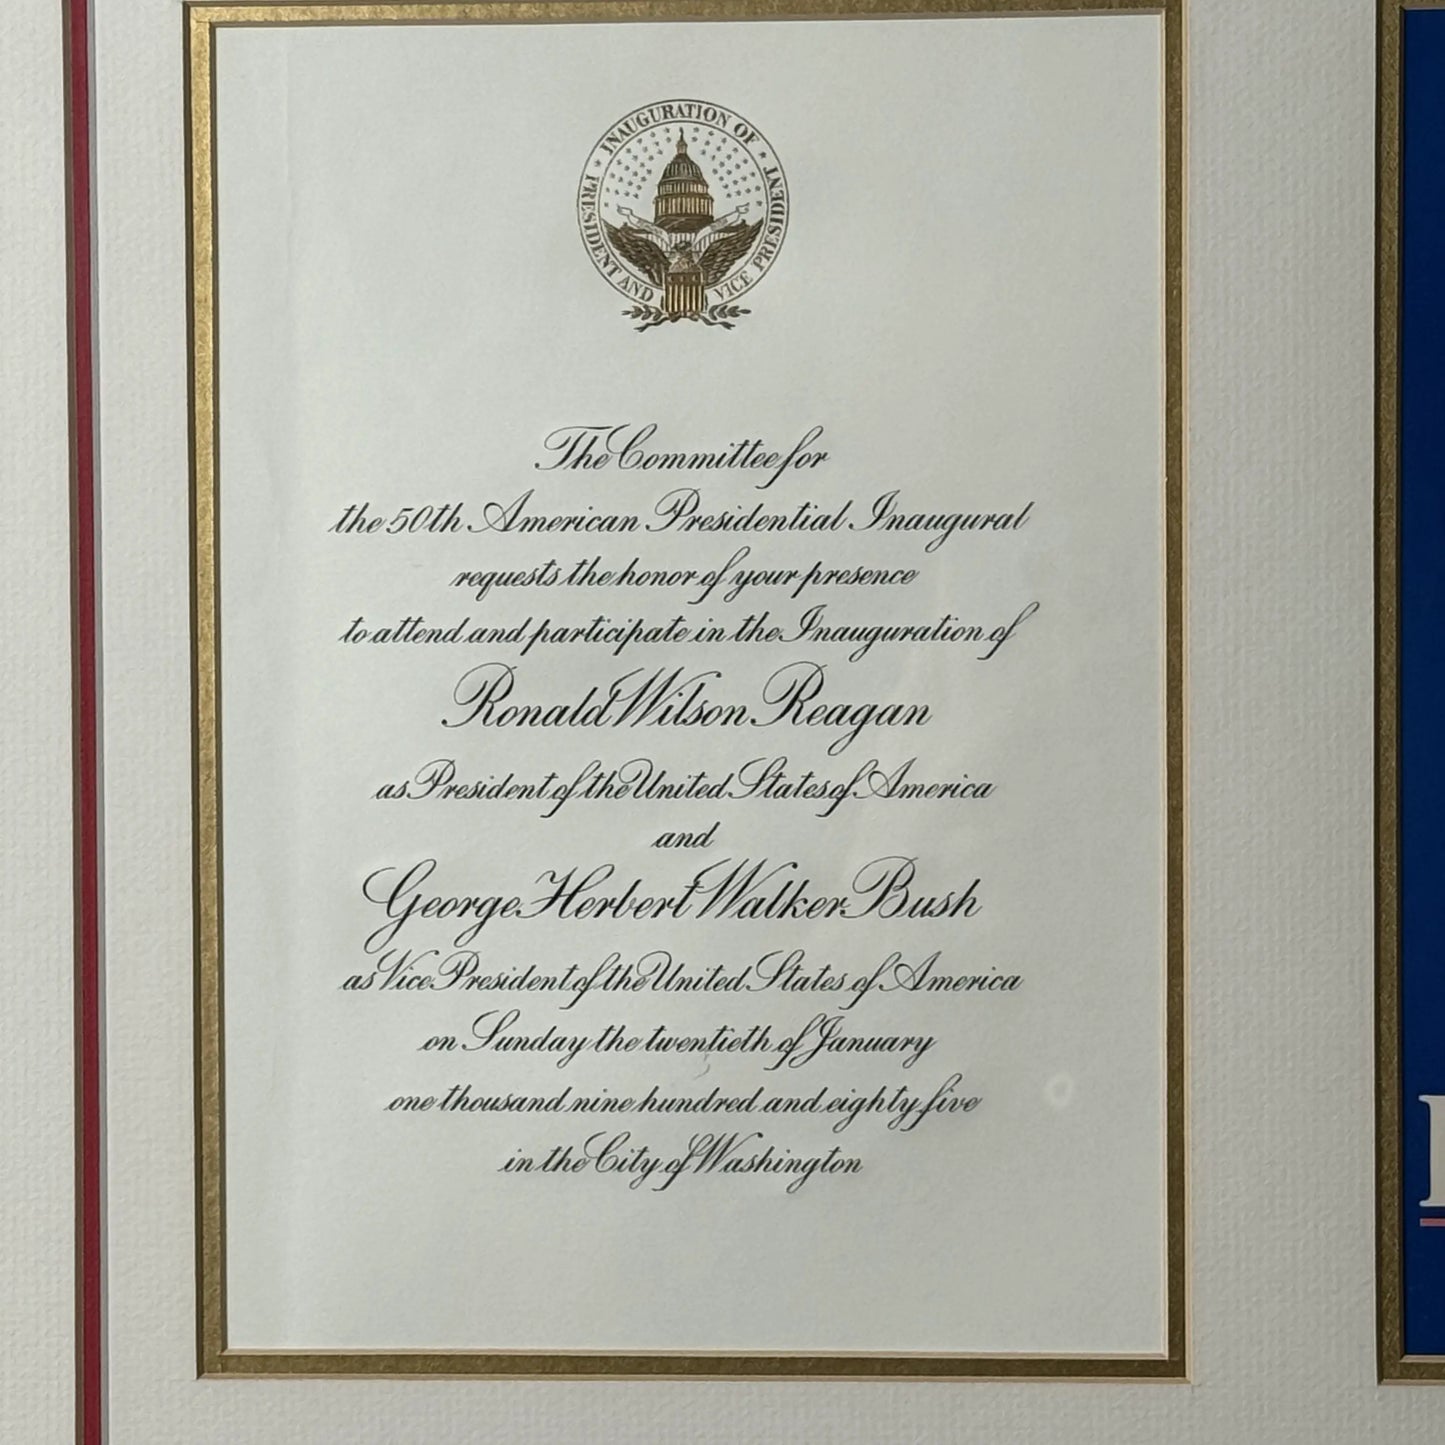 INAUGURATION OF
PRESIDENT AND
VICE PRESIDENT
The Committee for
the 50th American Presidential Inaugural
requests the honor of your presence
to attend and participate in the Inauguration of
Ronald Wilson Reagan
as President of the United States of America
and
George Herbert Walker Bush
as Vice President of the United States of America
on Sunday the twentieth of January
one thousand nine hundred and eighty five
in the City of Washington